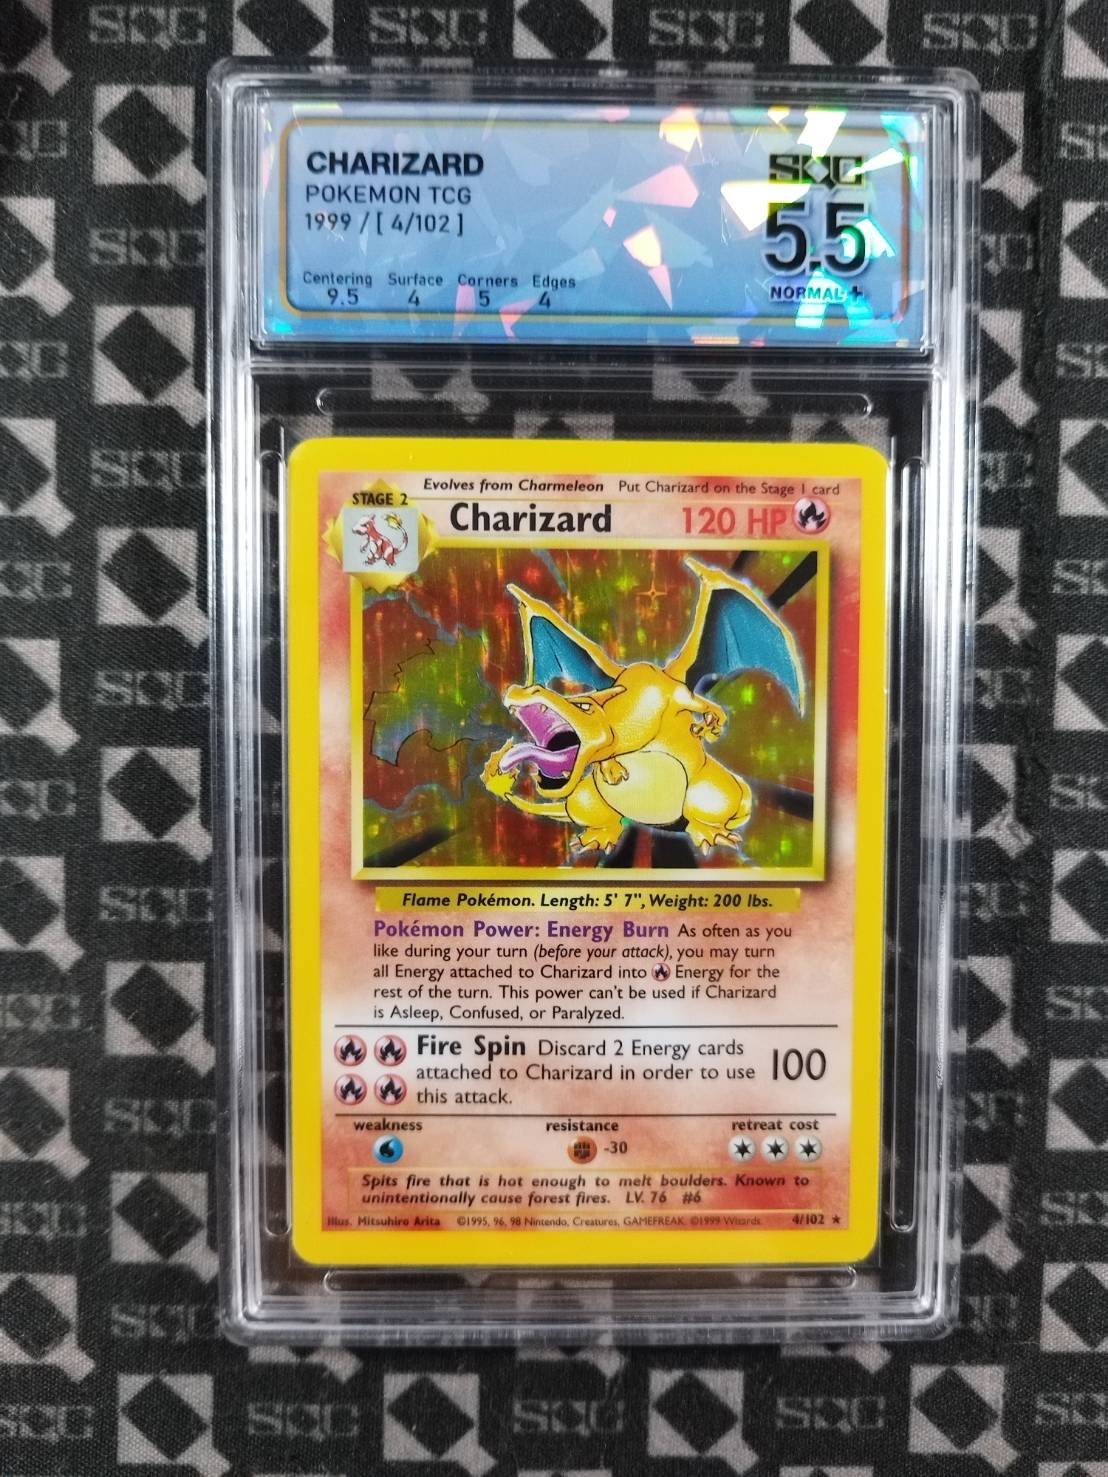 CHARIZARD
POKEMON TCG
1999 / [ 4/102 ]
Centering Surface Corners Edges
9.5 4 5 4
SQC
5.5
NORMAL +
STAGE 2
Evolves from Charmeleon Put Charizard on the Stage 1 card
Charizard 120 HP
Flame Pokémon. Length: 5' 7", Weight: 200 lbs.
Pokémon Power: Energy Burn As often as you
like during your turn (before your attack), you may turn
all Energy attached to Charizard into Energy for the
rest of the turn. This power can't be used if Charizard
is Asleep, Confused, or Paralyzed.
Fire Spin Discard 2 Energy cards
attached to Charizard in order to use 100
this attack.
weakness resistance retreat cost
-30
Spits fire that is hot enough to melt boulders. Known to
unintentionally cause forest fires. LV. 76 #6
Illus. Mitsuhiro Arita ©1995, 96, 98 Nintendo, Creatures, GAMEFREAK. ©1999 Wizards. 4/102 ★